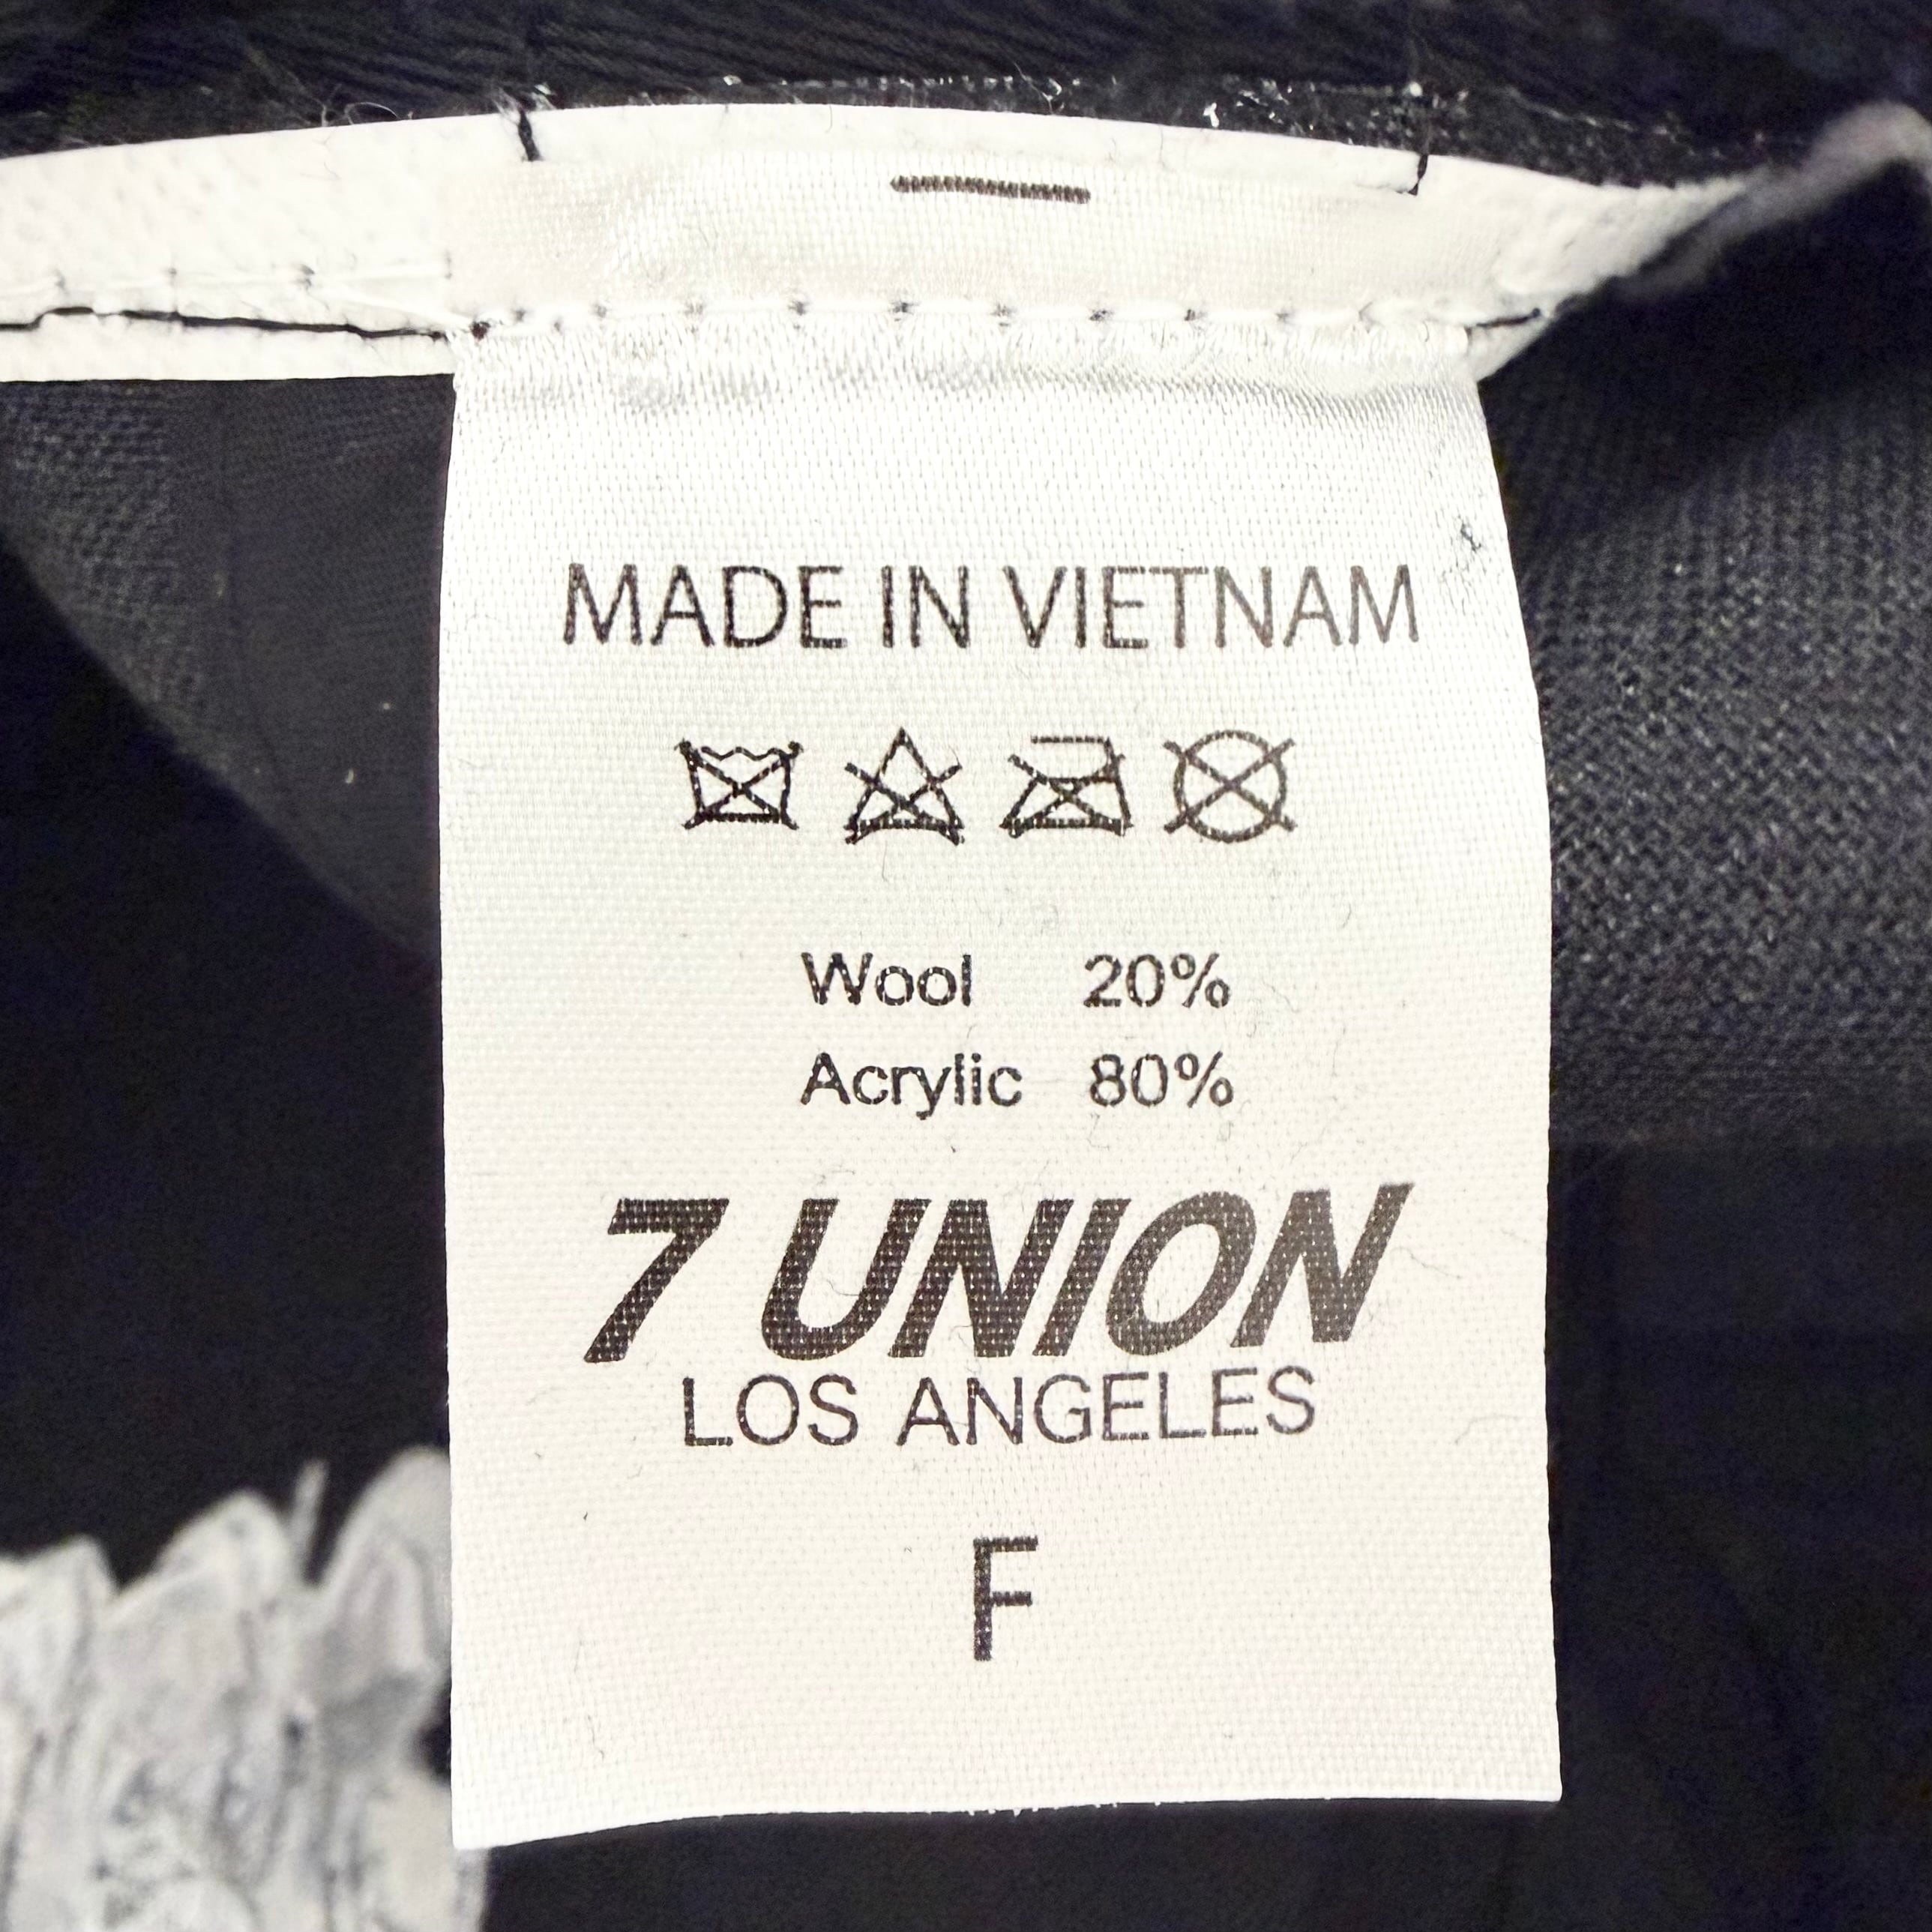 MADE IN VIETNAM
Wool 20%
Acrylic 80%
7 UNION
LOS ANGELES
F